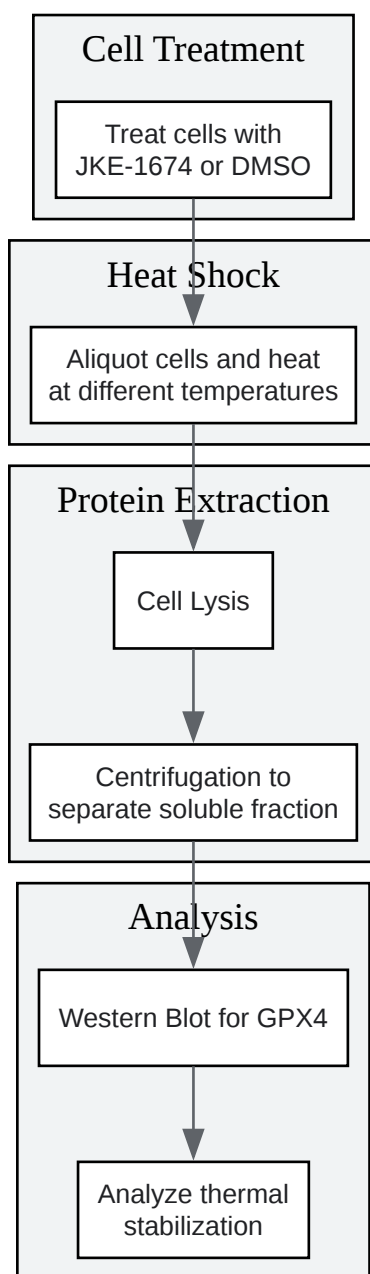 Cell Treatment
Treat cells with
JKE-1674 or DMSO
Heat Shock
Aliquot cells and heat
at different temperatures
Protein Extraction
Cell Lysis
Centrifugation to
separate soluble fraction
Analysis
Western Blot for GPX4
Analyze thermal
stabilization